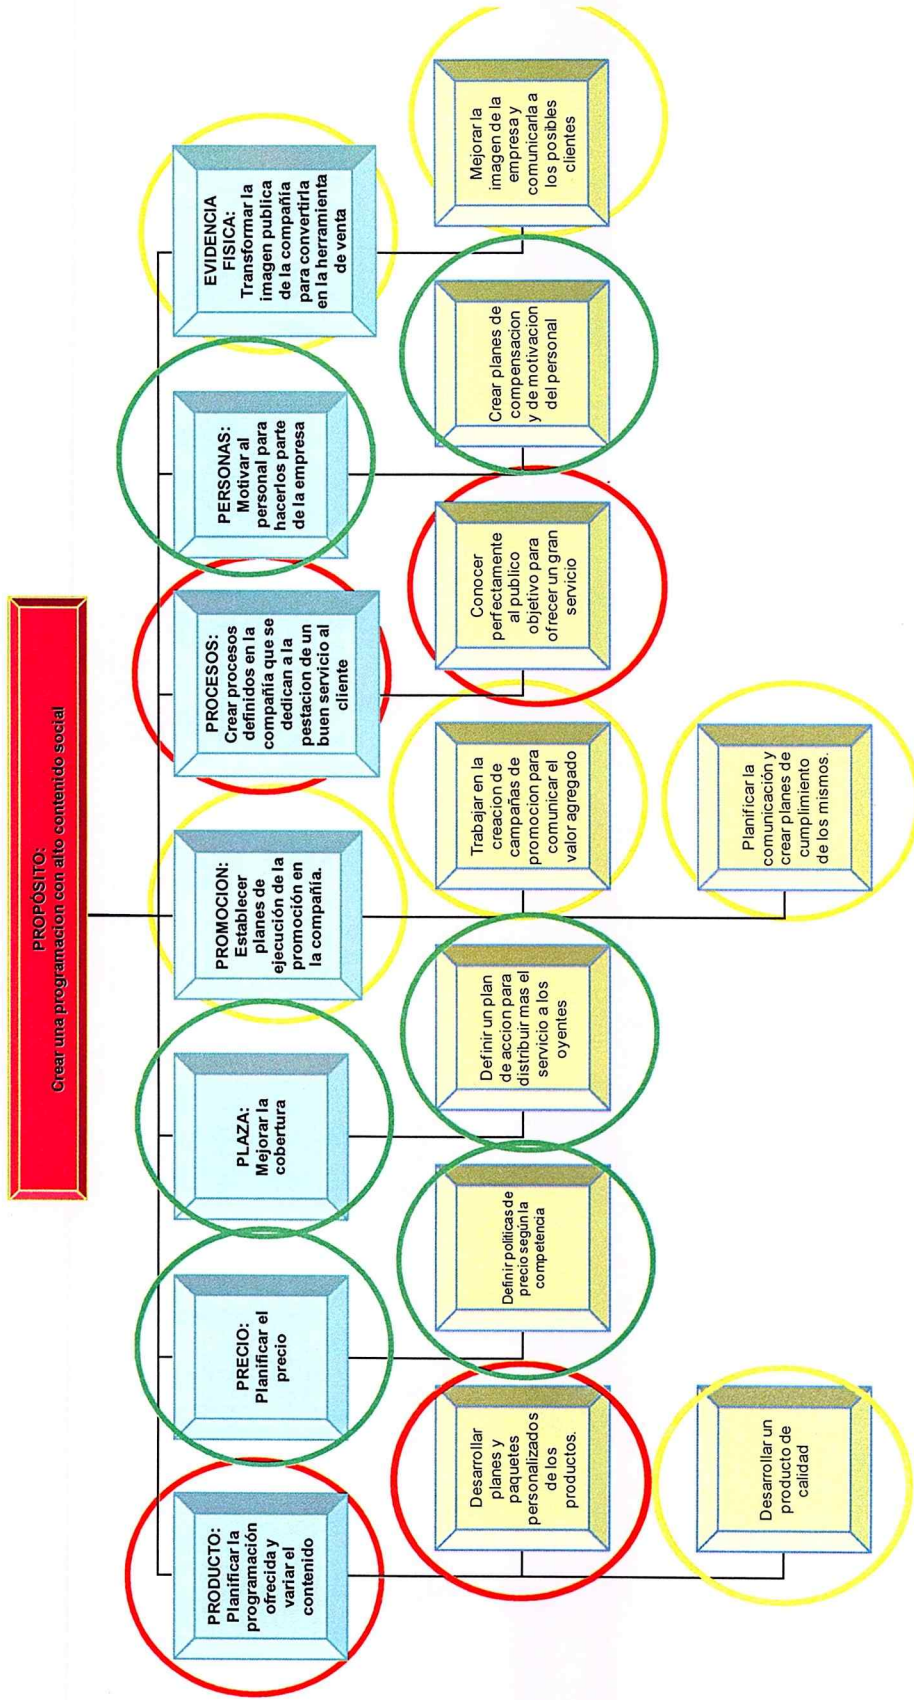 PROPÓSITO:
Crear una programacion con alto contenido social
PRODUCTO:
Planificar la
programación
ofrecida y
variar el
contenido
PRECIO:
Planificar el
precio
PLAZA:
Mejorar la
cobertura
PROMOCION:
Establecer
planes de
ejecución de la
promoción en
la compañia.
PROCESOS:
Crear procesos
definidos en la
compañía que se
dedican a la
pestacion de un
buen servicio al
cliente
PERSONAS:
Motivar al
personal para
hacerlos parte
de la empresa
EVIDENCIA
FISICA:
Transformar la
imagen publica
de la compañía
para convertirla
en la herramienta
de venta
Desarrollar
planes y
paquetes
personalizados
de los
productos.
Definir políticas de
precio según la
competencia
Definir un plan
de accion para
distribuir mas el
servicio a los
oyentes
Trabajar en la
creacion de
campañas de
promocion para
comunicar el
valor agregado
Conocer
perfectamente
al publico
objetivo para
ofrecer un gran
servicio
Crear planes de
compensacion
y de motivacion
del personal
Mejorar la
imagen de la
empresa y
comunicarla a
los posibles
clientes
Desarrollar un
producto de
calidad
Planificar la
comunicación y
crear planes de
cumplimiento
de los mismos.